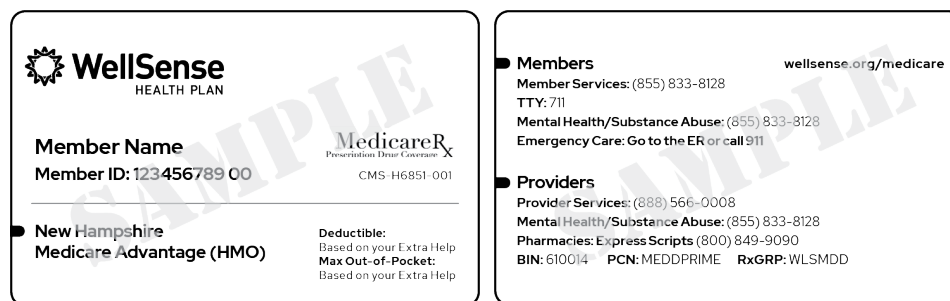 WellSense
HEALTH PLAN
Member Name
Member ID: 123456789 00
MedicareRx
Prescription Drug Coverage
CMS-H6851-001
New Hampshire
Medicare Advantage (HMO)
Deductible:
Based on your Extra Help
Max Out-of-Pocket:
Based on your Extra Help
SAMPLE
Members
wellsense.org/medicare
Member Services: (855) 833-8128
TTY: 711
Mental Health/Substance Abuse: (855) 833-8128
Emergency Care: Go to the ER or call 911
Providers
Provider Services: (888) 566-0008
Mental Health/Substance Abuse: (855) 833-8128
Pharmacies: Express Scripts (800) 849-9090
BIN: 610014 PCN: MEDDPRIME RxGRP: WLSMDD
SAMPLE